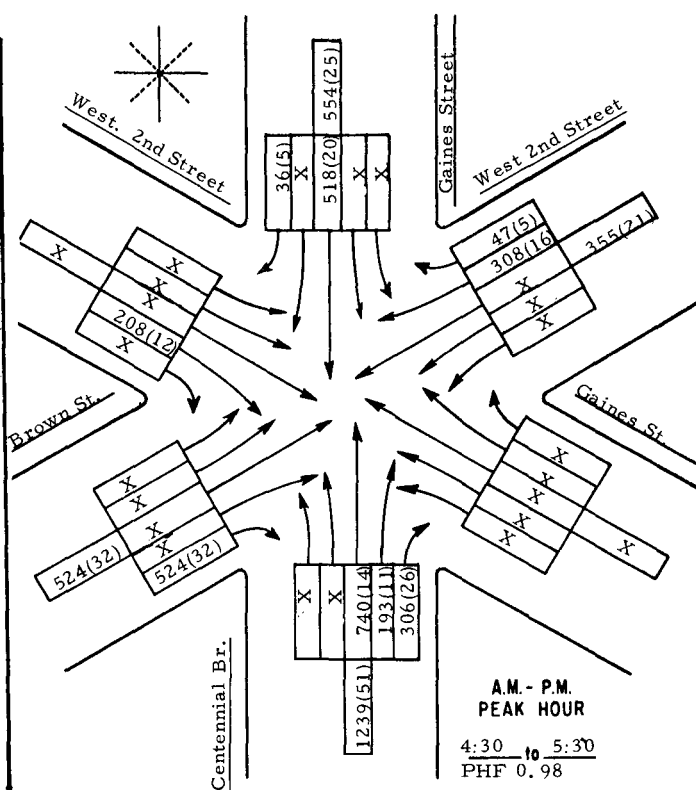 554(25)
36(5)
X
518(20)
X
X
West. 2nd Street
Gaines Street
West 2nd Street
47(5)
308(16)
X
X
X
355(21)
X
X
X
X
208(12)
X
Brown St.
Gaines St.
X
X
X
X
524(32)
524(32)
X
X
X
X
X
X
X
X
740(14)
193(11)
306(26)
1239(51)
Centennial Br.
A.M. - P.M.
PEAK HOUR
4:30 to 5:30
PHF 0.98